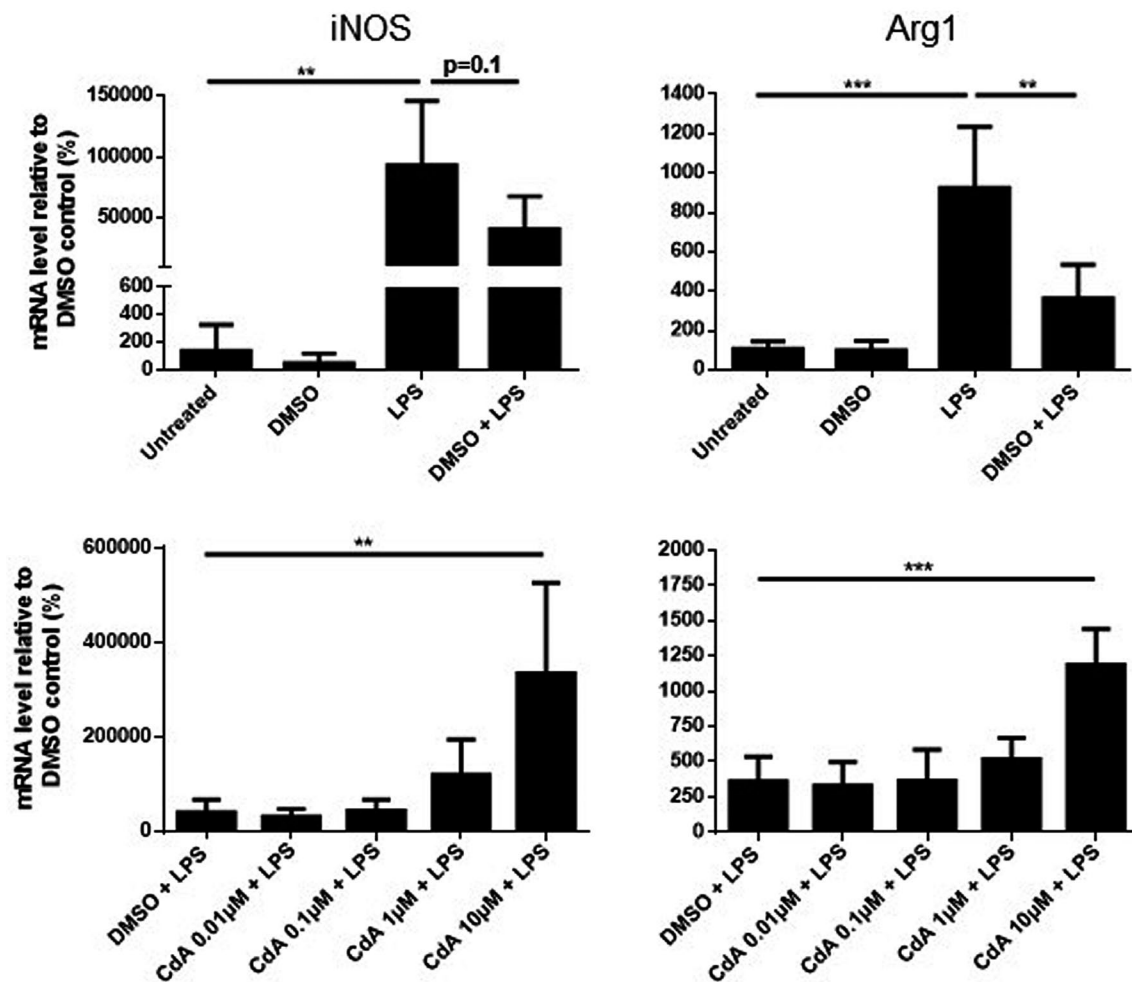 iNOS
Arg1
mRNA level relative to
DMSO control (%)
**
p=0.1
150000
100000
50000
600
400
200
0
Untreated
DMSO
LPS
DMSO + LPS
***
**
1400
1200
1000
800
600
400
200
0
Untreated
DMSO
LPS
DMSO + LPS
mRNA level relative to
DMSO control (%)
**
600000
400000
200000
0
DMSO + LPS
CdA 0.01µM + LPS
CdA 0.1µM + LPS
CdA 1µM + LPS
CdA 10µM + LPS
***
2000
1750
1500
1250
1000
750
500
250
0
DMSO + LPS
CdA 0.01µM + LPS
CdA 0.1µM + LPS
CdA 1µM + LPS
CdA 10µM + LPS